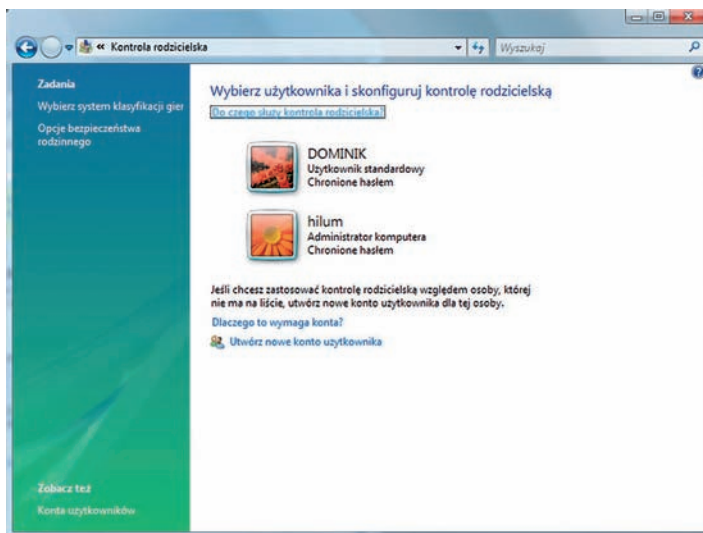 « Kontrola rodzicielska
Wyszukaj
Zadania
Wybierz system klasyfikacji gier
Opcje bezpieczeństwa
rodzinnego
Wybierz użytkownika i skonfiguruj kontrolę rodzicielską
Do czego służy kontrola rodzicielska?
DOMINIK
Użytkownik standardowy
Chronione hasłem
hilum
Administrator komputera
Chronione hasłem
Jeśli chcesz zastosować kontrolę rodzicielską względem osoby, której
nie ma na liście, utwórz nowe konto użytkownika dla tej osoby.
Dlaczego to wymaga konta?
Utwórz nowe konto użytkownika
Zobacz też
Konta użytkowników